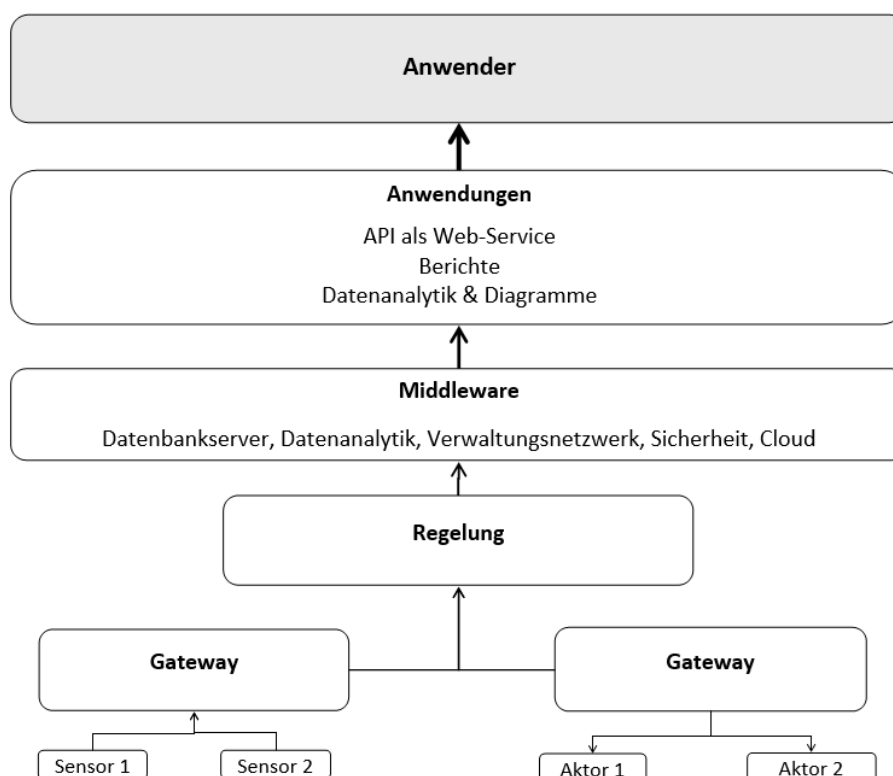 Anwender
Anwendungen
API als Web-Service
Berichte
Datenanalytik & Diagramme
Middleware
Datenbankserver, Datenanalytik, Verwaltungsnetzwerk, Sicherheit, Cloud
Regelung
Gateway
Gateway
Sensor 1
Sensor 2
Aktor 1
Aktor 2